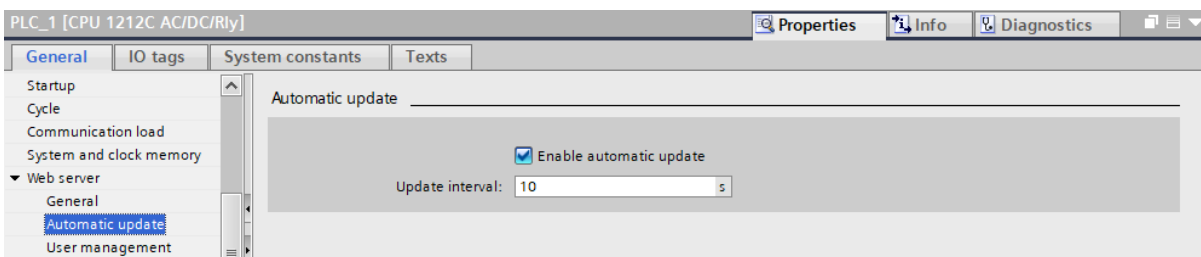 PLC_1 [CPU 1212C AC/DC/Rly]
Properties Info Diagnostics
General IO tags System constants Texts
Startup
Cycle
Communication load
System and clock memory
Web server
General
Automatic update
User management
Automatic update
Enable automatic update
Update interval: 10 s